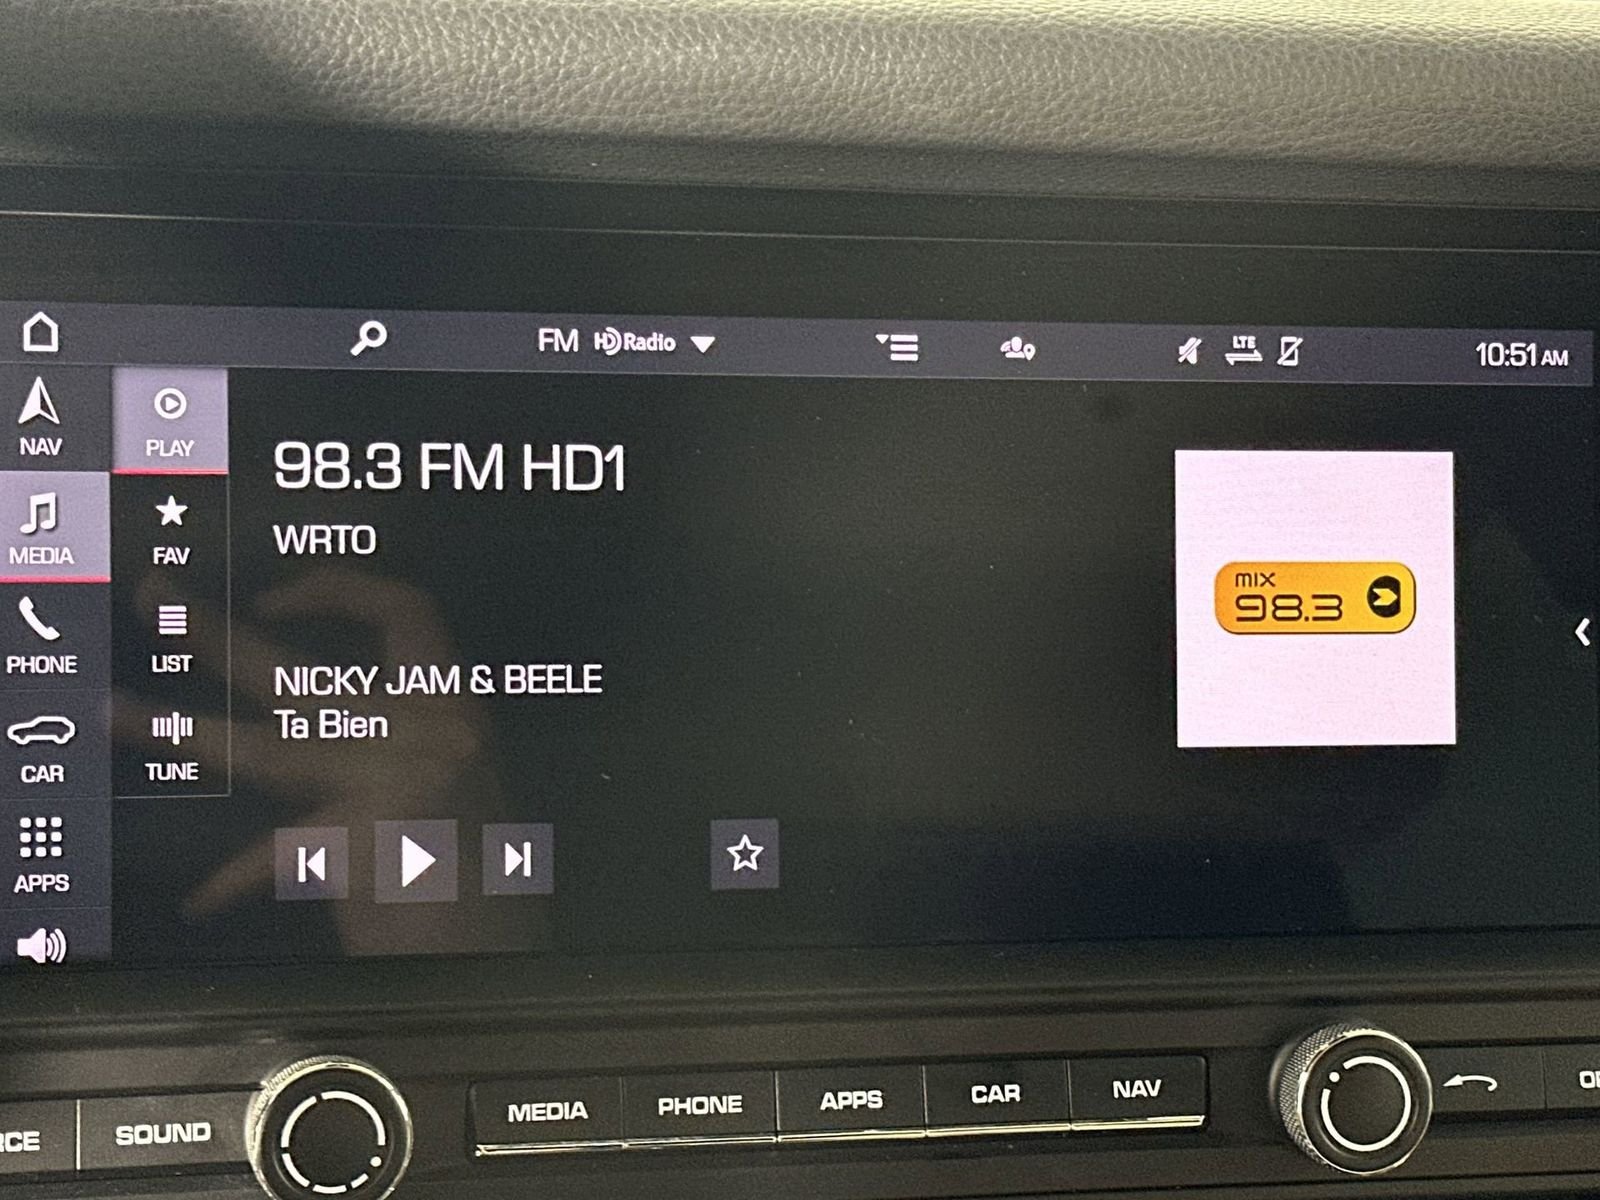 FM HD Radio
LTE
10:51 AM
NAV
PLAY
MEDIA
FAV
PHONE
LIST
CAR
TUNE
APPS
98.3 FM HD1
WRTO
NICKY JAM & BEELE
Ta Bien
mix
98.3
SOUND
MEDIA
PHONE
APPS
CAR
NAV